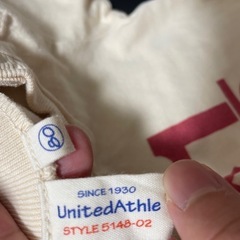 SINCE 1930
UnitedAthle
STYLE 5148-02